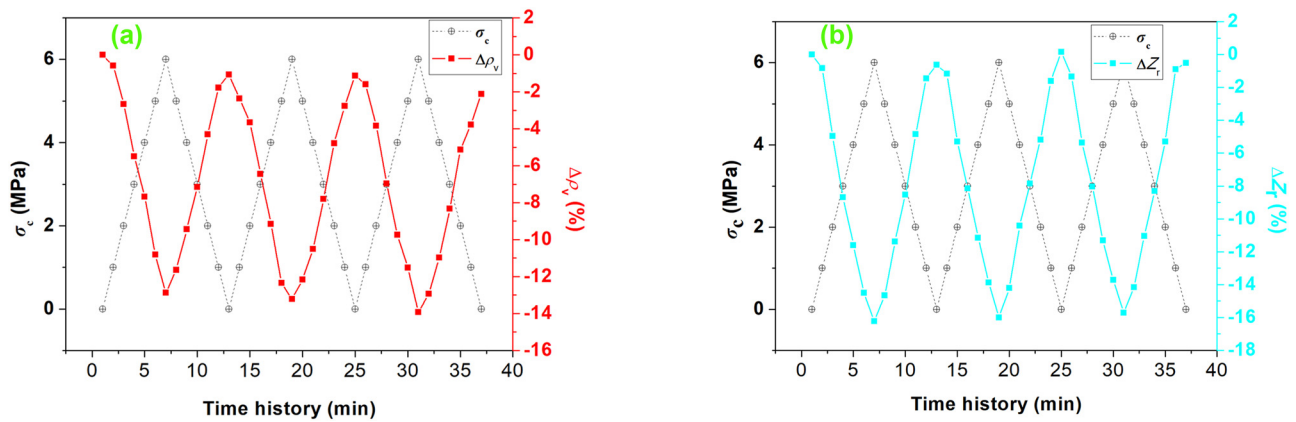 (a)
σc
Δρv
σc (MPa)
6
4
2
0
2
0
-2
-4
-6
-8
-10
-12
-14
-16
Δρv (%)
0 5 10 15 20 25 30 35 40
Time history (min)
(b)
σc
ΔZr
σc (MPa)
6
4
2
0
2
0
-2
-4
-6
-8
-10
-12
-14
-16
-18
ΔZr (%)
0 5 10 15 20 25 30 35 40
Time history (min)